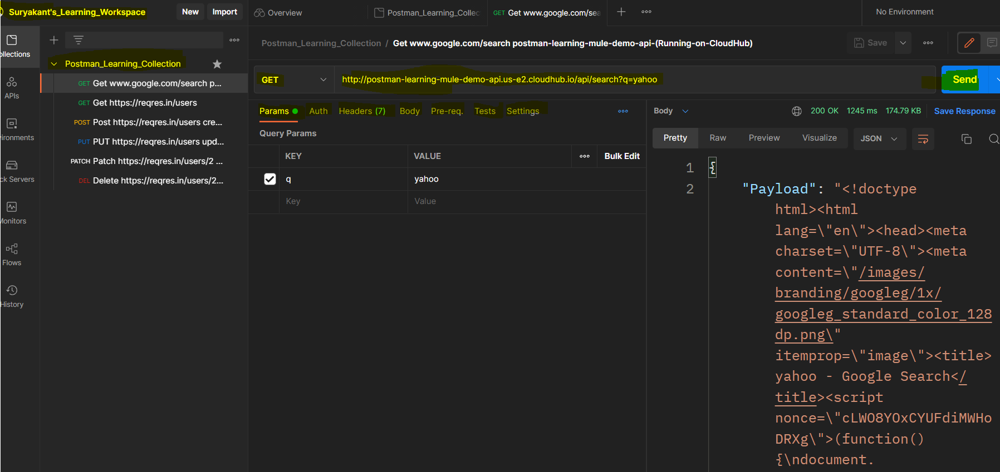 Suryakant's_Learning_Workspace
New
Import
Overview
Postman_Learning_Collec
GET Get www.google.com/sea
No Environment
ollections
APIs
vironments
ck Servers
Monitors
Flows
History
Postman_Learning_Collection
GET Get www.google.com/search p...
GET Get https://reqres.in/users
POST Post https://reqres.in/users cre...
PUT PUT https://reqres.in/users upd...
PATCH Patch https://reqres.in/users/2 ...
DEL Delete https://reqres.in/users/2...
Postman_Learning_Collection / Get www.google.com/search postman-learning-mule-demo-api-(Running-on-CloudHub)
Save
GET
http://postman-learning-mule-demo-api.us-e2.cloudhub.io/api/search?q=yahoo
Send
Params Auth Headers (7) Body Pre-req. Tests Settings
Query Params
KEY VALUE Bulk Edit
q yahoo
Key Value
Body 200 OK 1245 ms 174.79 KB Save Response
Pretty Raw Preview Visualize JSON
1 {
2 "Payload": "<!doctype
html><html
lang=\"en\"><head><meta
charset=\"UTF-8\"><meta
content=\"/images/
branding/googleg/1x/
googleg_standard_color_128
dp.png\"
itemprop=\"image\"><title>
yahoo - Google Search</
title><script
nonce=\"cLWO8YOxCYUFdiMWHo
DRXg\">(function()
{\ndocument.